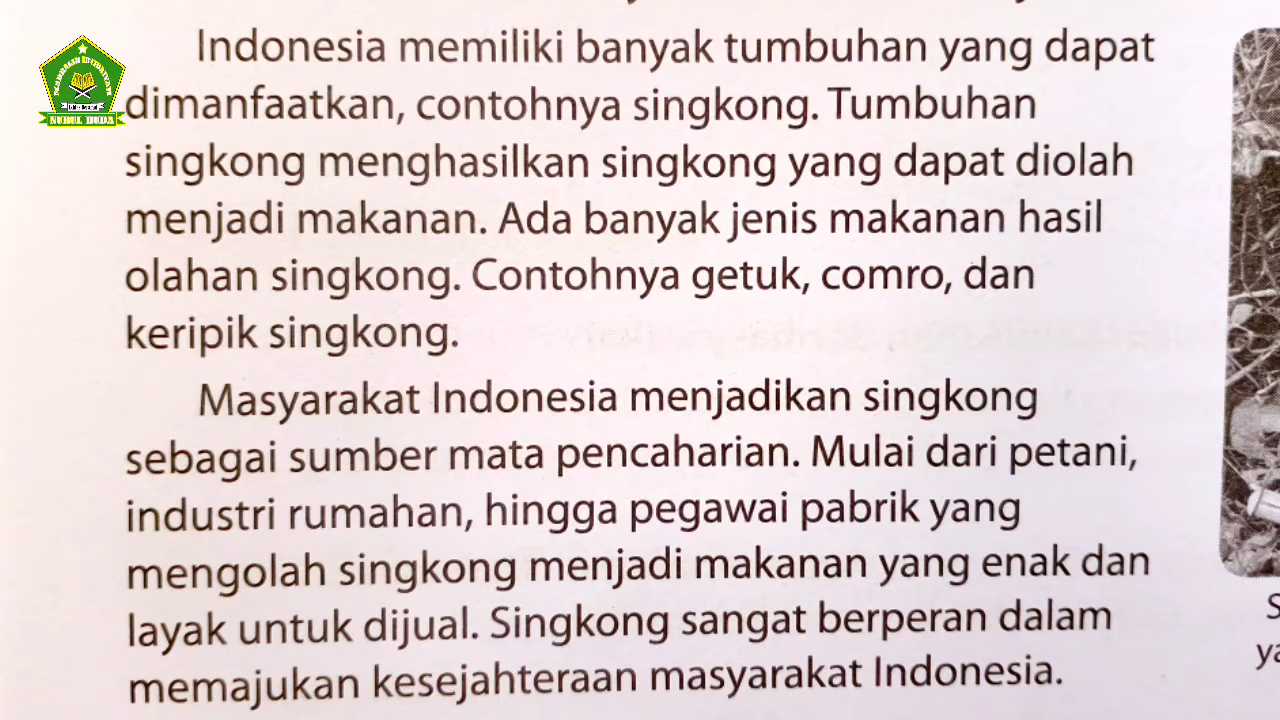 Indonesia memiliki banyak tumbuhan yang dapat
dimanfaatkan, contohnya singkong. Tumbuhan
singkong menghasilkan singkong yang dapat diolah
menjadi makanan. Ada banyak jenis makanan hasil
olahan singkong. Contohnya getuk, comro, dan
keripik singkong.
Masyarakat Indonesia menjadikan singkong
sebagai sumber mata pencaharian. Mulai dari petani,
industri rumahan, hingga pegawai pabrik yang
mengolah singkong menjadi makanan yang enak dan
layak untuk dijual. Singkong sangat berperan dalam
memajukan kesejahteraan masyarakat Indonesia.
NURUL HUDA